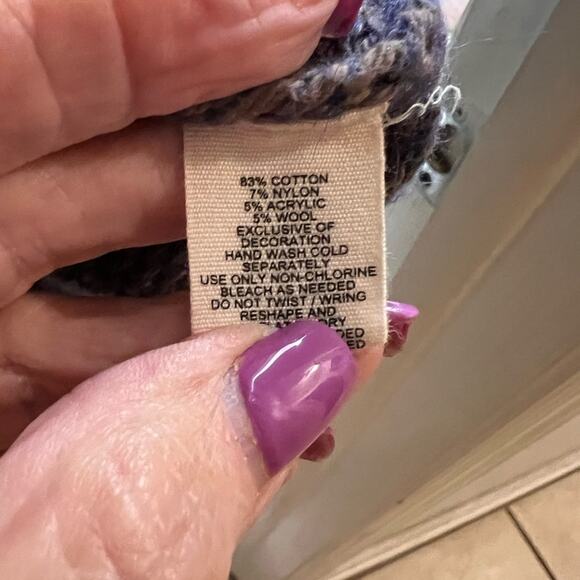 83% COTTON
7% NYLON
5% ACRYLIC
5% WOOL
EXCLUSIVE OF
DECORATION
HAND WASH COLD
SEPARATELY
USE ONLY NON-CHLORINE
BLEACH AS NEEDED
DO NOT TWIST / WRING
RESHAPE AND
DRY